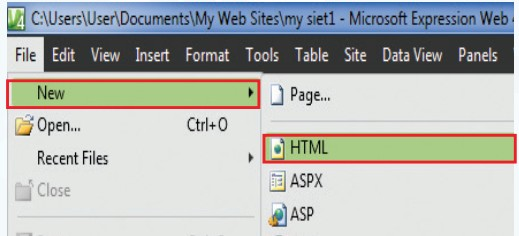 C:\Users\User\Documents\My Web Sites\my siet1 - Microsoft Expression Web
File Edit View Insert Format Tools Table Site Data View Panels
New
Page...
Open... Ctrl+O
HTML
Recent Files
ASPX
Close
ASP